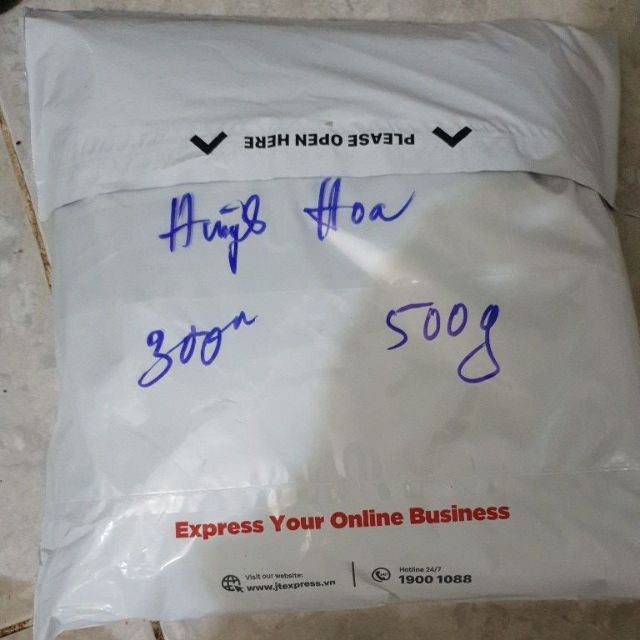 PLEASE OPEN HERE
Huỳnh Hoa
300n 500g
Express Your Online Business
Visit our website:
www.jtexpress.vn
Hotline 24/7
1900 1088